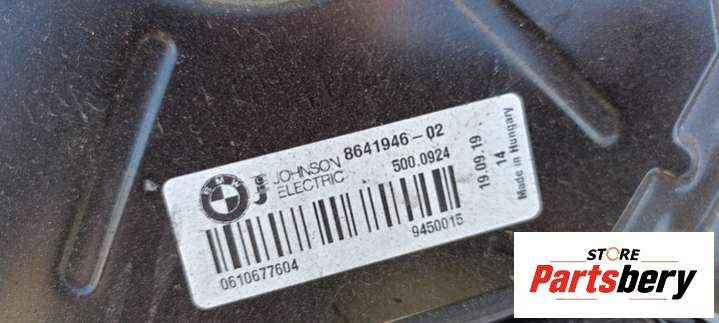 BMW
JOHNSON
ELECTRIC
8641946-02
500.0924
0610677604
9450015
19.09.19
14
Made in Hungary
STORE
Partsbery